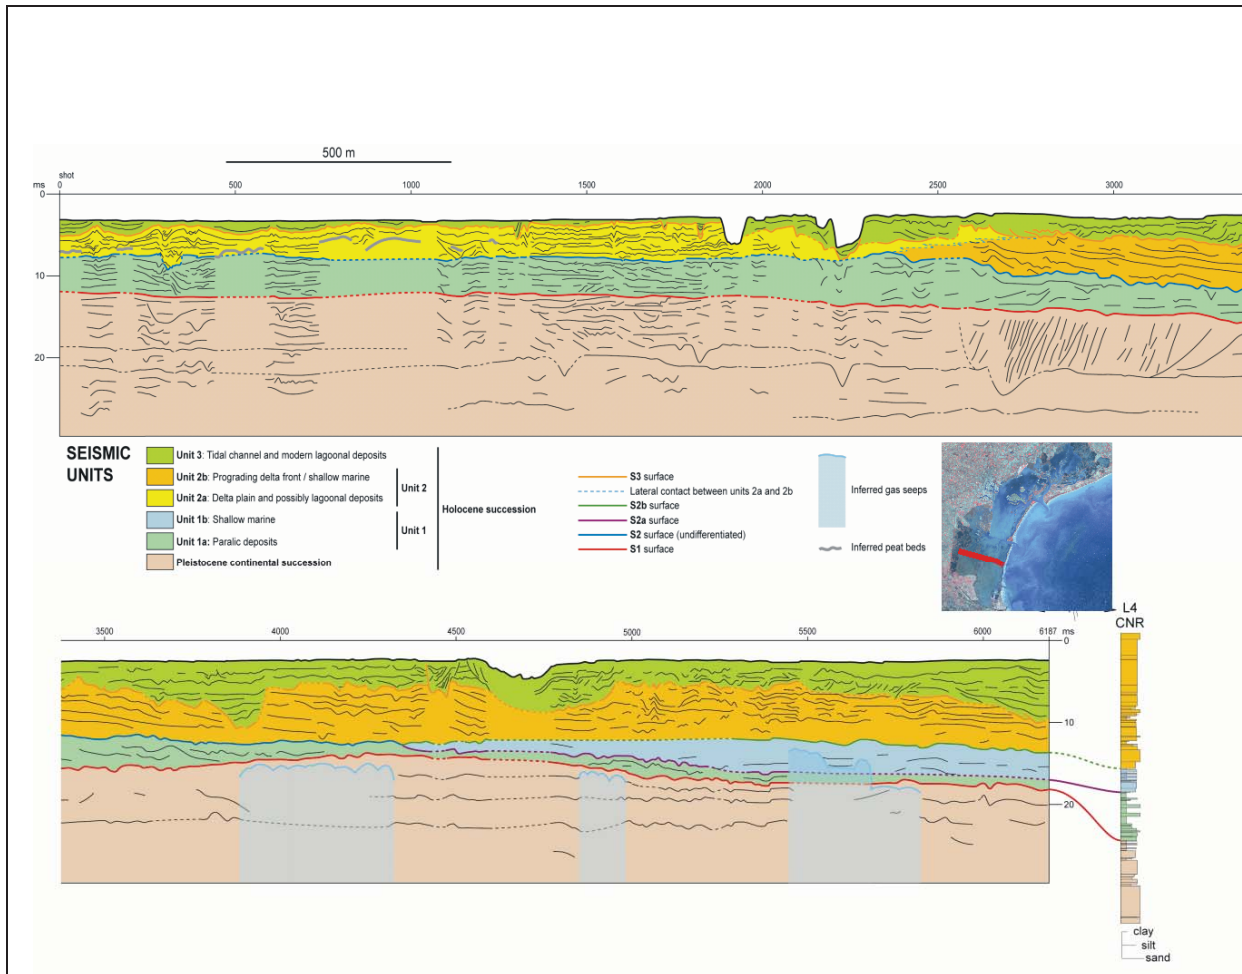 500 m
shot
ms
0 500 1000 1500 2000 2500 3000
0
10
20
SEISMIC
UNITS
Unit 3: Tidal channel and modern lagoonal deposits
Unit 2b: Prograding delta front / shallow marine
Unit 2a: Delta plain and possibly lagoonal deposits
Unit 2
Unit 1b: Shallow marine
Unit 1a: Paralic deposits
Unit 1
Pleistocene continental succession
Holocene succession
S3 surface
Lateral contact between units 2a and 2b
S2b surface
S2a surface
S2 surface (undifferentiated)
S1 surface
Inferred gas seeps
Inferred peat beds
L4
CNR
3500 4000 4500 5000 5500 6000 6187 ms
0
10
20
clay
silt
sand